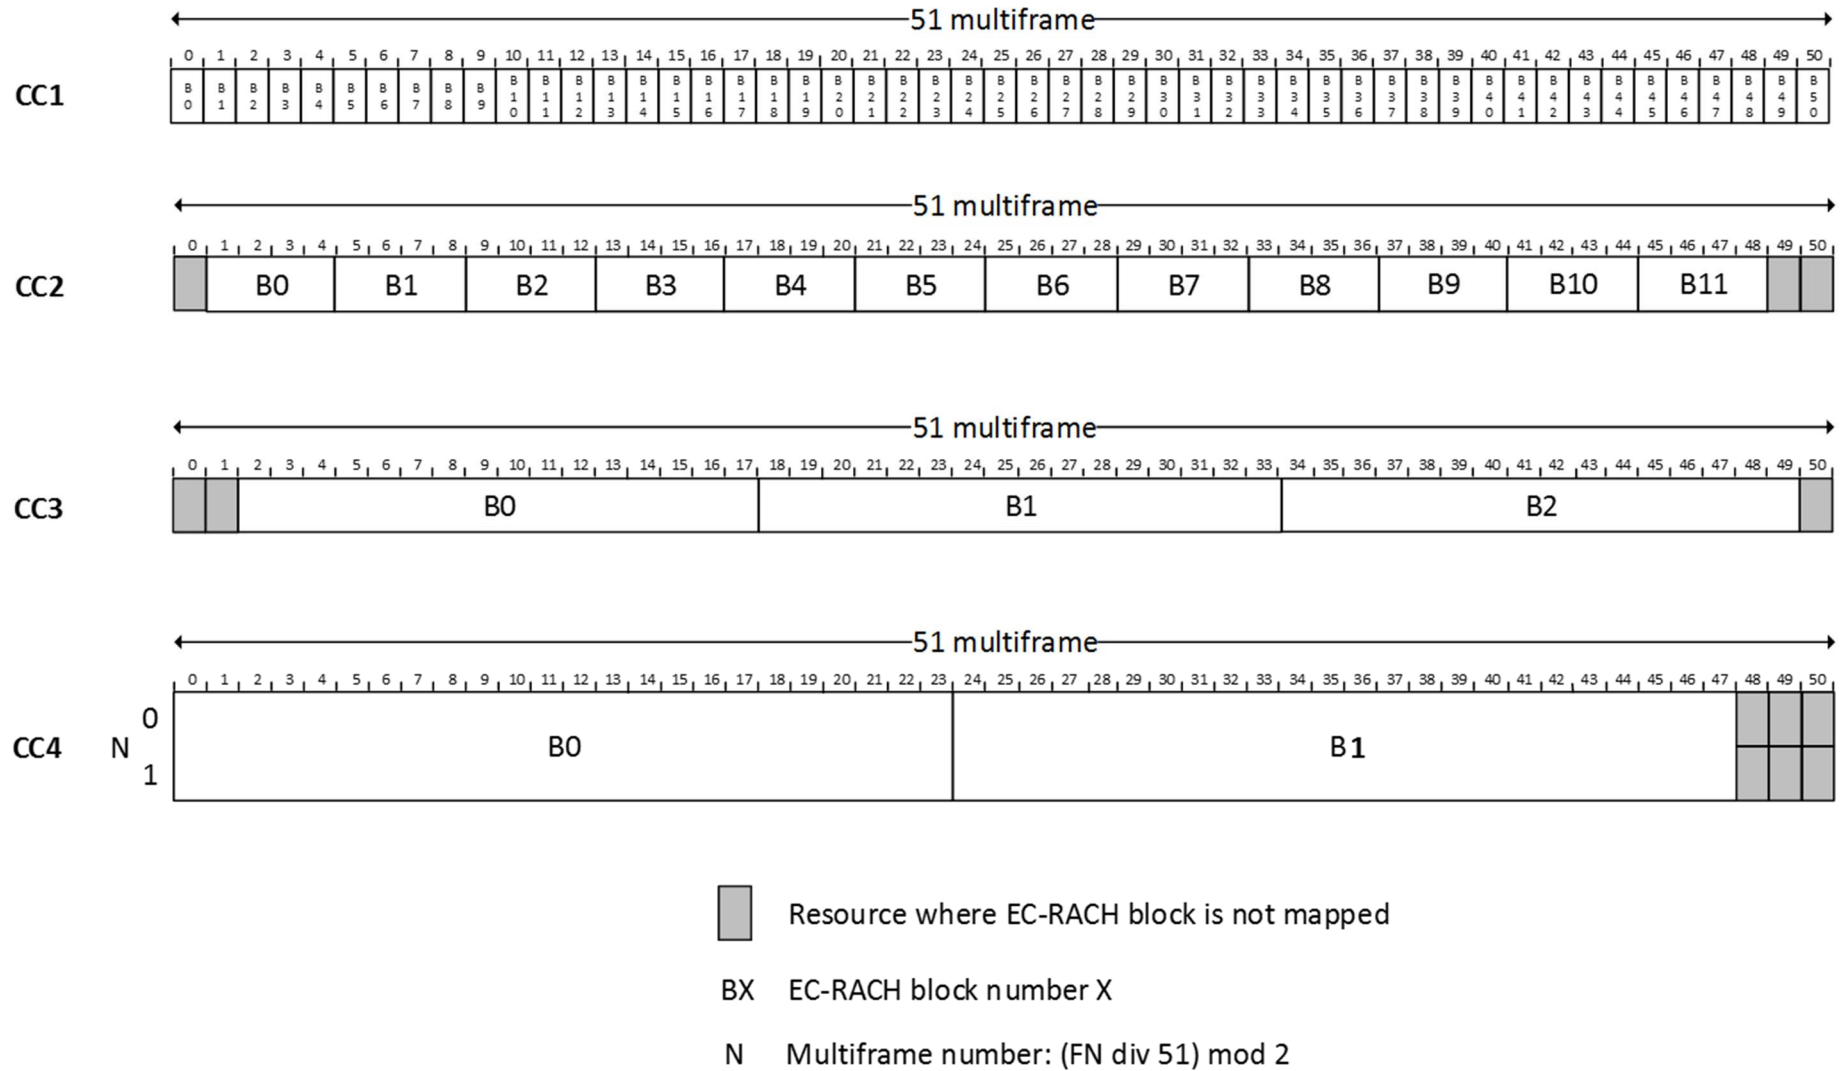 51 multiframe
0 1 2 3 4 5 6 7 8 9 10 11 12 13 14 15 16 17 18 19 20 21 22 23 24 25 26 27 28 29 30 31 32 33 34 35 36 37 38 39 40 41 42 43 44 45 46 47 48 49 50
CC1 B0 B1 B2 B3 B4 B5 B6 B7 B8 B9 B10 B11 B12 B13 B14 B15 B16 B17 B18 B19 B20 B21 B22 B23 B24 B25 B26 B27 B28 B29 B30 B31 B32 B33 B34 B35 B36 B37 B38 B39 B40 B41 B42 B43 B44 B45 B46 B47 B48 B49 B50
51 multiframe
0 1 2 3 4 5 6 7 8 9 10 11 12 13 14 15 16 17 18 19 20 21 22 23 24 25 26 27 28 29 30 31 32 33 34 35 36 37 38 39 40 41 42 43 44 45 46 47 48 49 50
CC2 B0 B1 B2 B3 B4 B5 B6 B7 B8 B9 B10 B11
51 multiframe
0 1 2 3 4 5 6 7 8 9 10 11 12 13 14 15 16 17 18 19 20 21 22 23 24 25 26 27 28 29 30 31 32 33 34 35 36 37 38 39 40 41 42 43 44 45 46 47 48 49 50
CC3 B0 B1 B2
51 multiframe
0 1 2 3 4 5 6 7 8 9 10 11 12 13 14 15 16 17 18 19 20 21 22 23 24 25 26 27 28 29 30 31 32 33 34 35 36 37 38 39 40 41 42 43 44 45 46 47 48 49 50
0
CC4 N B0 B1
1
Resource where EC-RACH block is not mapped
BX EC-RACH block number X
N Multiframe number: (FN div 51) mod 2